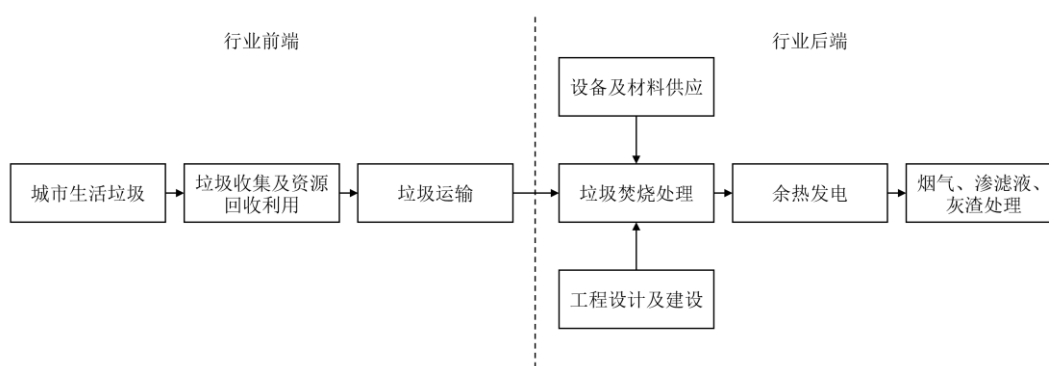 行业前端
行业后端
设备及材料供应
城市生活垃圾
垃圾收集及资源
回收利用
垃圾运输
垃圾焚烧处理
余热发电
烟气、渗滤液、
灰渣处理
工程设计及建设